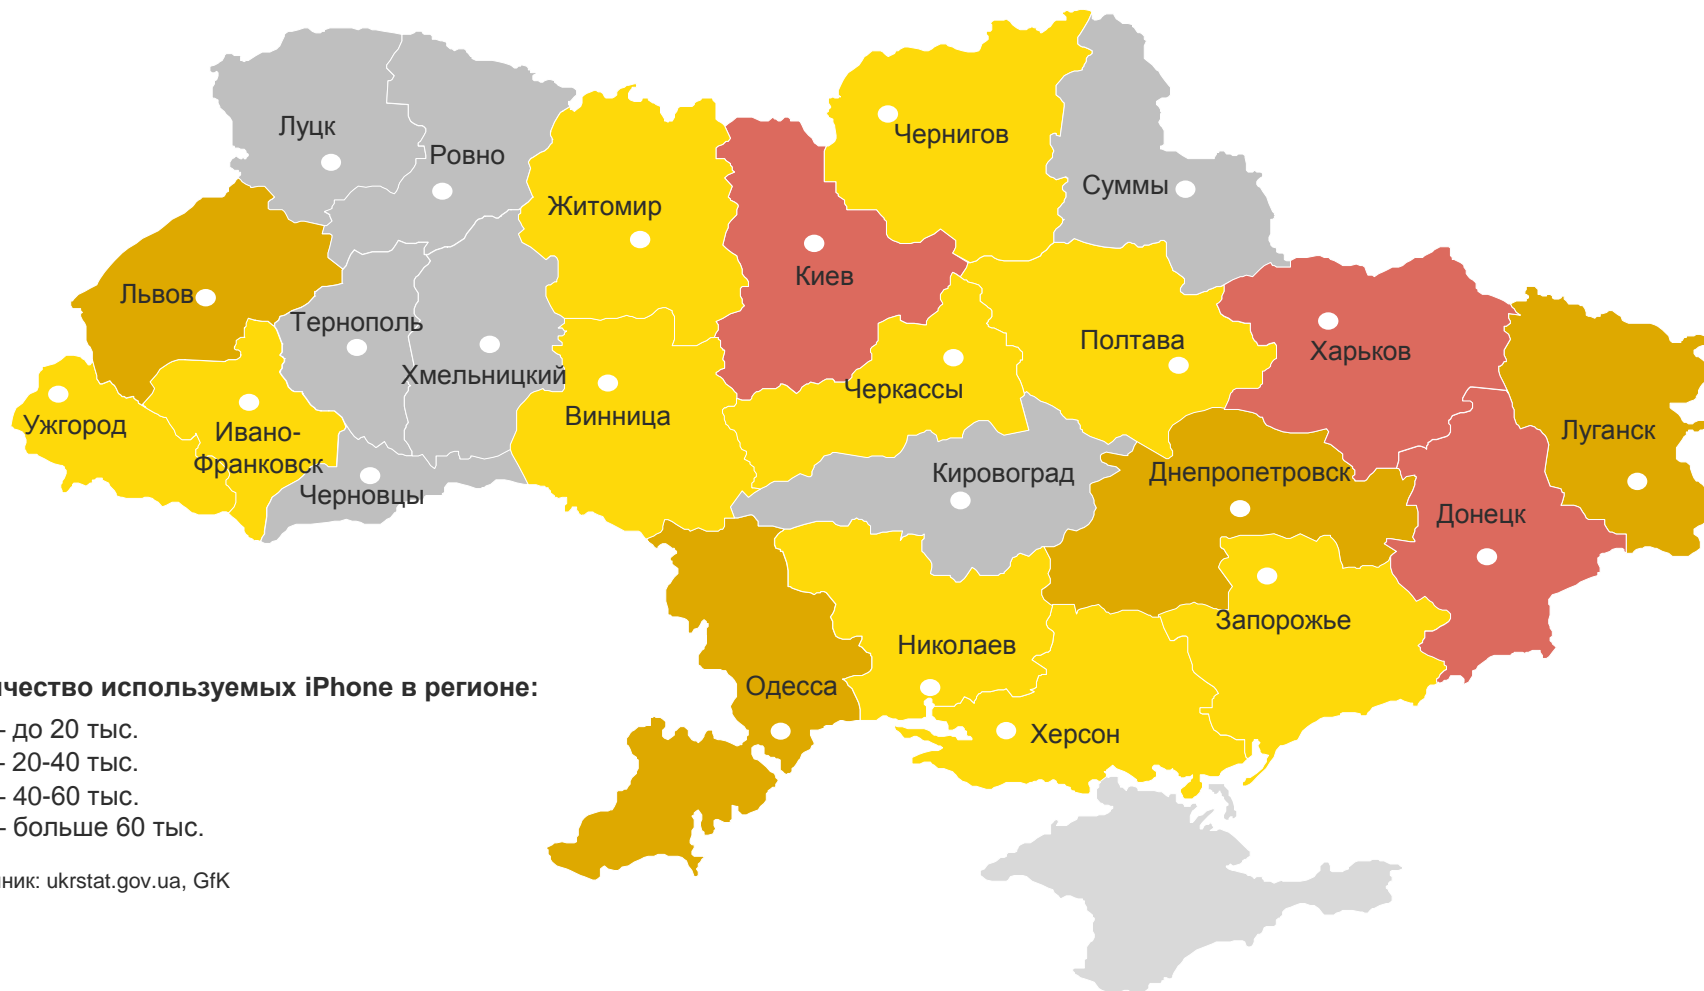 Луцк
Ровно
Чернигов
Суммы
Житомир
Киев
Львов
Тернополь
Хмельницкий
Полтава
Харьков
Черкассы
Ужгород
Винница
Ивано-
Франковск
Луганск
Черновцы
Кировоград
Днепропетровск
Донецк
Запорожье
Николаев
Одесса
Херсон
чество используемых iPhone в регионе:
– до 20 тыс.
– 20-40 тыс.
– 40-60 тыс.
– больше 60 тыс.
ник: ukrstat.gov.ua, GfK